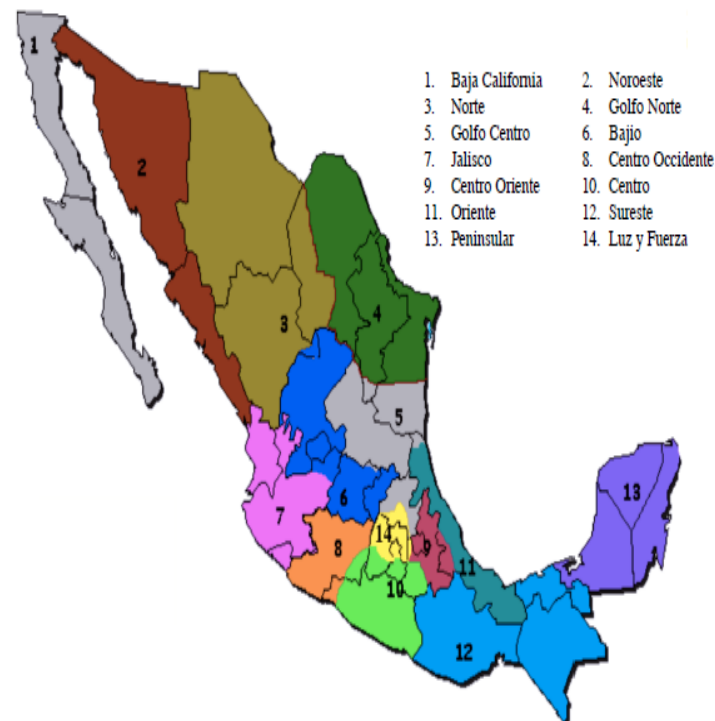 1. Baja California 2. Noroeste
3. Norte 4. Golfo Norte
5. Golfo Centro 6. Bajio
7. Jalisco 8. Centro Occidente
9. Centro Oriente 10. Centro
11. Oriente 12. Sureste
13. Peninsular 14. Luz y Fuerza
1
2
3
4
5
6
7
8
14
9
10
11
12
13